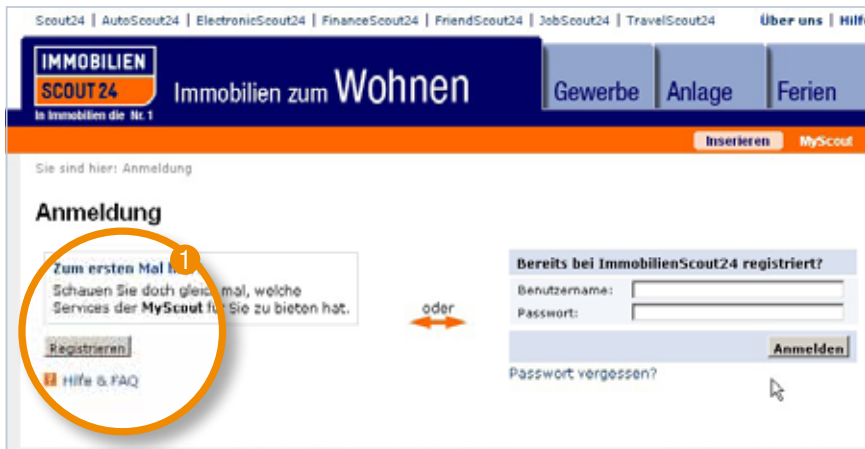 Scout24 | AutoScout24 | ElectronicScout24 | FinanceScout24 | FriendScout24 | JobScout24 | TravelScout24 Über uns | Hilfe
IMMOBILIEN
SCOUT 24
In Immobilien die Nr. 1
Immobilien zum Wohnen
Gewerbe
Anlage
Ferien
Inserieren MyScout
Sie sind hier: Anmeldung
Anmeldung
1
Zum ersten Mal
Schauen Sie doch gleich mal, welche
Services der MyScout für Sie zu bieten hat.
Registrieren
Hilfe & FAQ
oder
Bereits bei ImmobilienScout24 registriert?
Benutzername:
Passwort:
Anmelden
Passwort vergessen?